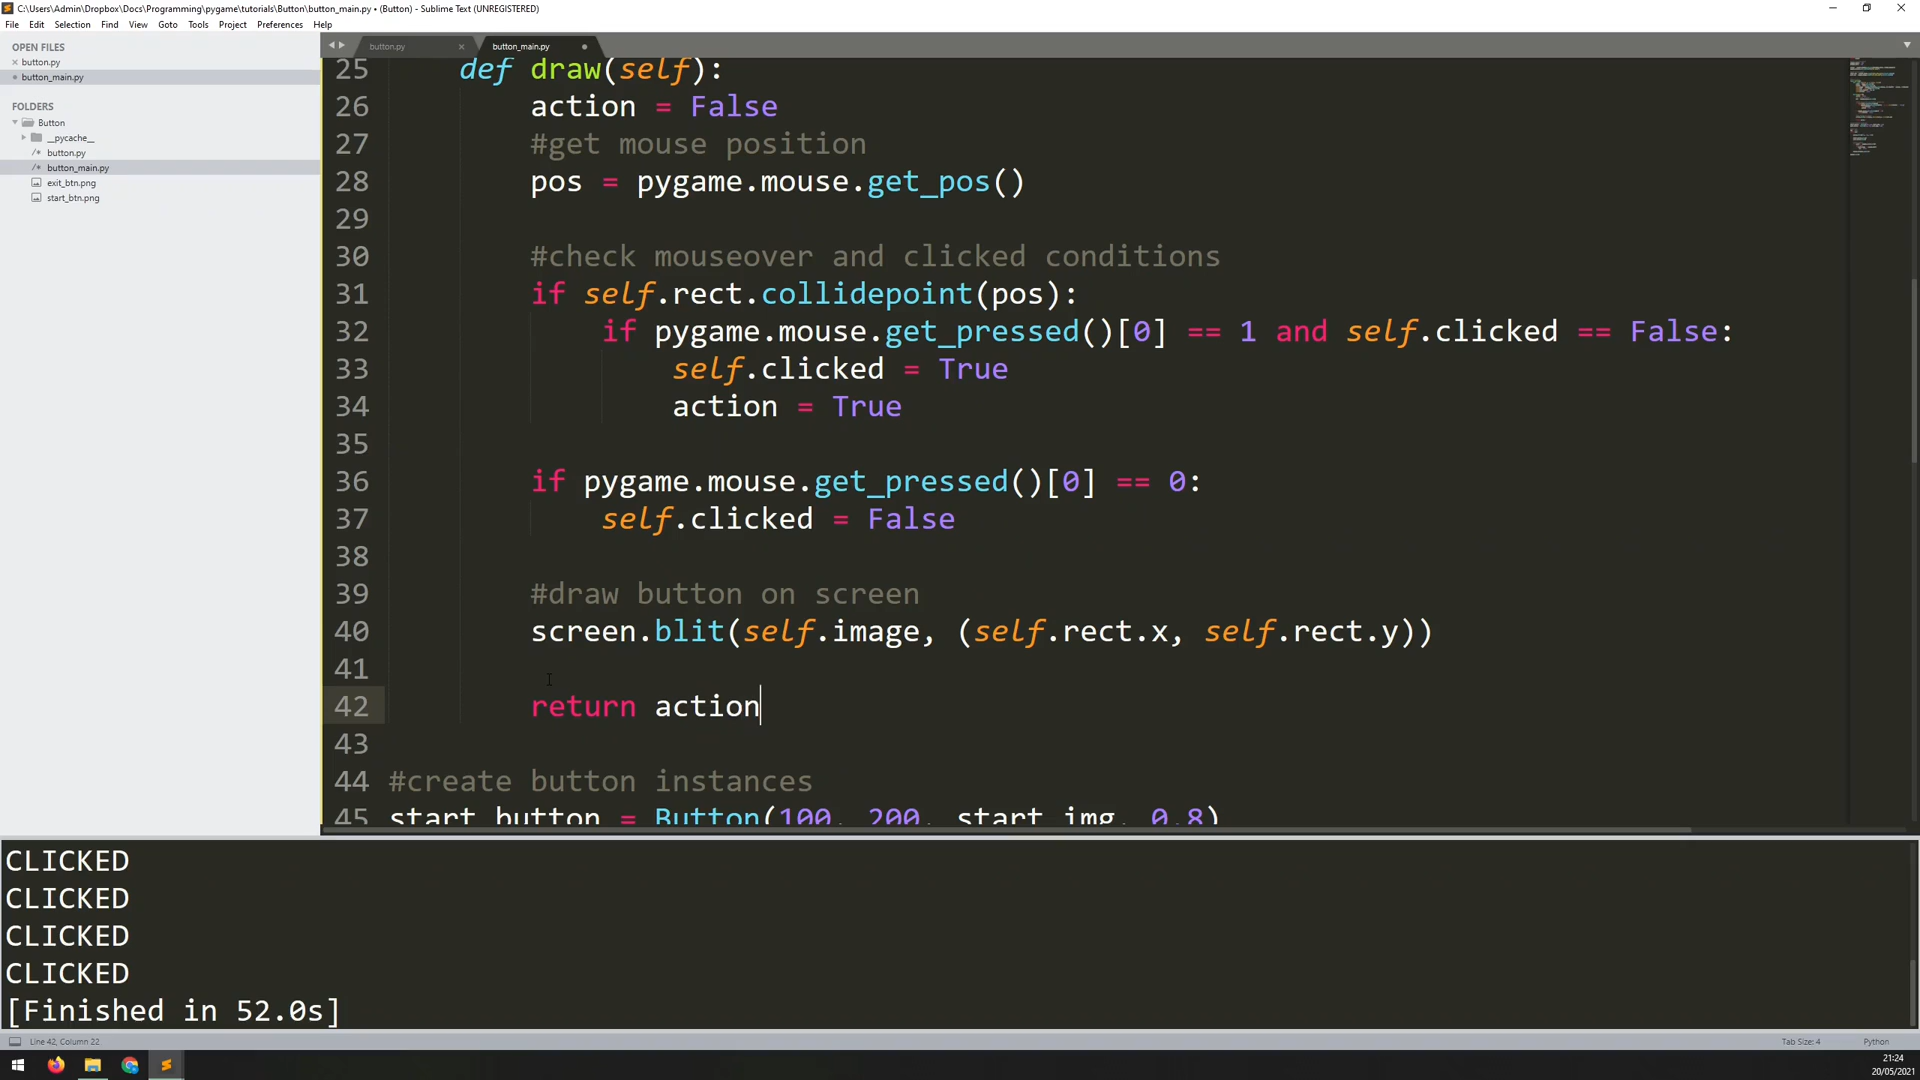 C:\Users\Admin\Dropbox\Docs\Programming\pygame\tutorials\Button\button_main.py • (Button) - Sublime Text (UNREGISTERED)
File Edit Selection Find View Goto Tools Project Preferences Help
OPEN FILES
button.py
button_main.py
FOLDERS
Button
__pycache__
button.py
button_main.py
exit_btn.png
start_btn.png
button.py
button_main.py
25 def draw(self):
26 action = False
27 #get mouse position
28 pos = pygame.mouse.get_pos()
29
30 #check mouseover and clicked conditions
31 if self.rect.collidepoint(pos):
32 if pygame.mouse.get_pressed()[0] == 1 and self.clicked == False:
33 self.clicked = True
34 action = True
35
36 if pygame.mouse.get_pressed()[0] == 0:
37 self.clicked = False
38
39 #draw button on screen
40 screen.blit(self.image, (self.rect.x, self.rect.y))
41
42 return action
43
44 #create button instances
45 start_button = Button(100, 200, start_img, 0.8)
CLICKED
CLICKED
CLICKED
CLICKED
[Finished in 52.0s]
Line 42, Column 22
Tab Size: 4
Python
21:24
20/05/2021